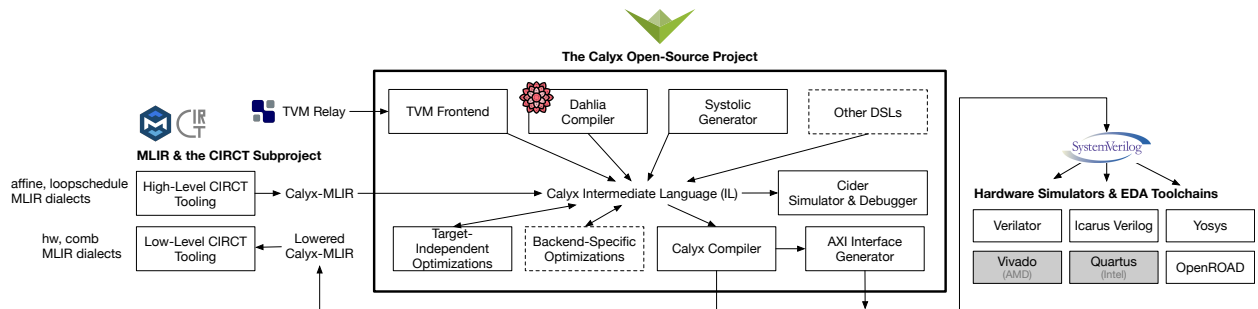 The Calyx Open-Source Project
TVM Relay
TVM Frontend
Dahlia
Compiler
Systolic
Generator
Other DSLs
CIR
CT
MLIR & the CIRCT Subproject
affine, loopschedule
MLIR dialects
High-Level CIRCT
Tooling
Calyx-MLIR
Calyx Intermediate Language (IL)
Cider
Simulator & Debugger
hw, comb
MLIR dialects
Low-Level CIRCT
Tooling
Lowered
Calyx-MLIR
Target-
Independent
Optimizations
Backend-Specific
Optimizations
Calyx Compiler
AXI Interface
Generator
SystemVerilog
Hardware Simulators & EDA Toolchains
Verilator
Icarus Verilog
Yosys
Vivado
(AMD)
Quartus
(Intel)
OpenROAD